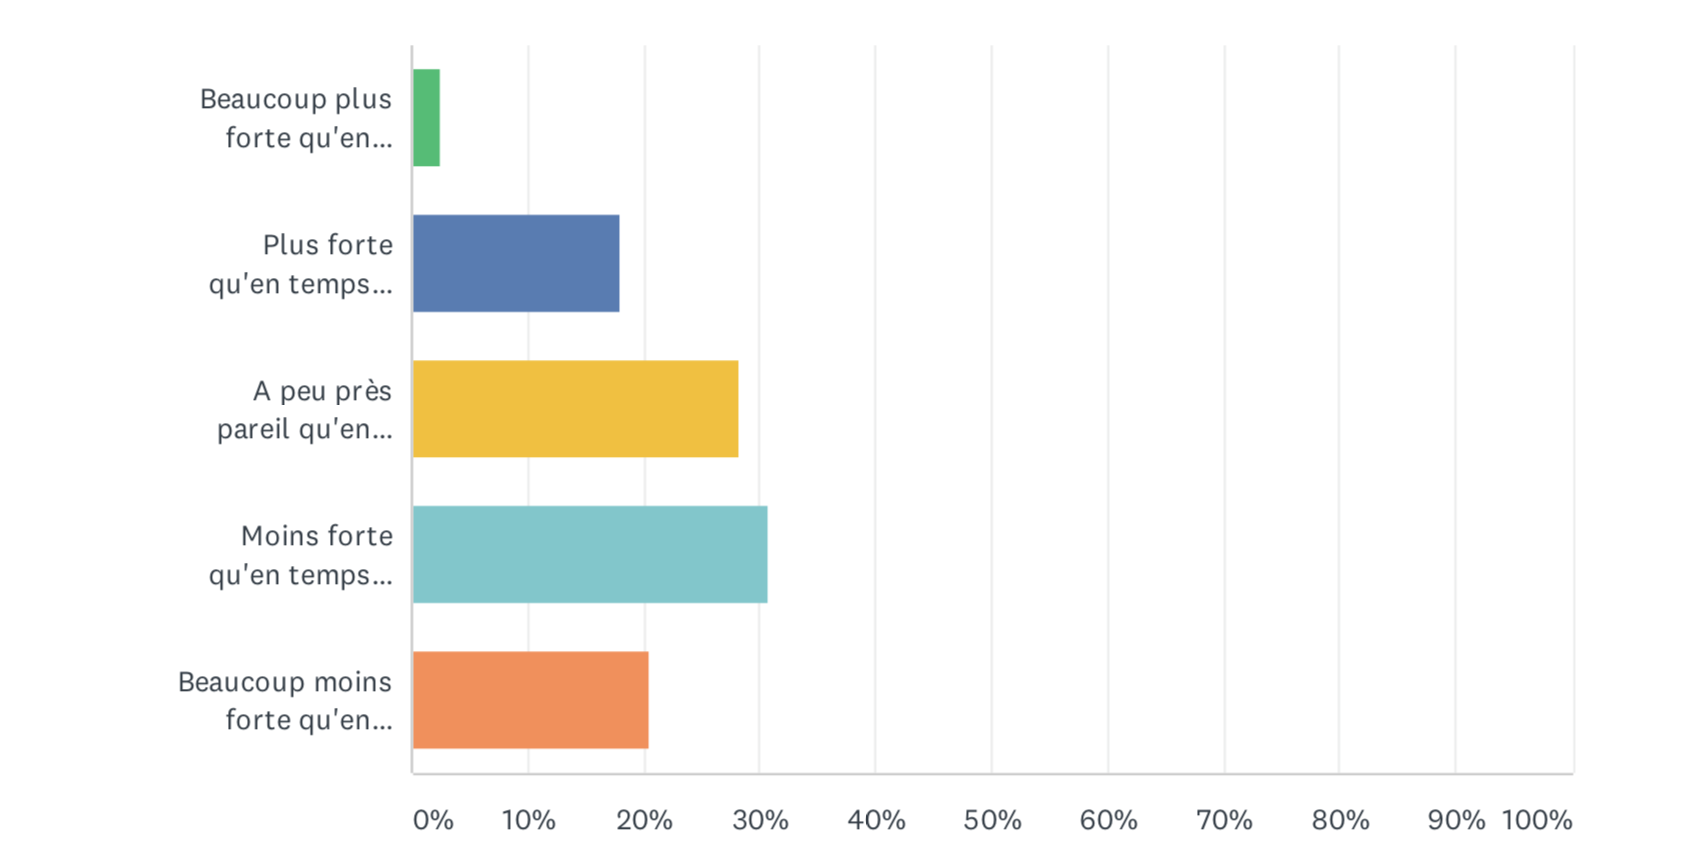 Beaucoup plus
forte qu'en...
Plus forte
qu'en temps...
A peu près
pareil qu'en...
Moins forte
qu'en temps...
Beaucoup moins
forte qu'en...
0% 10% 20% 30% 40% 50% 60% 70% 80% 90% 100%